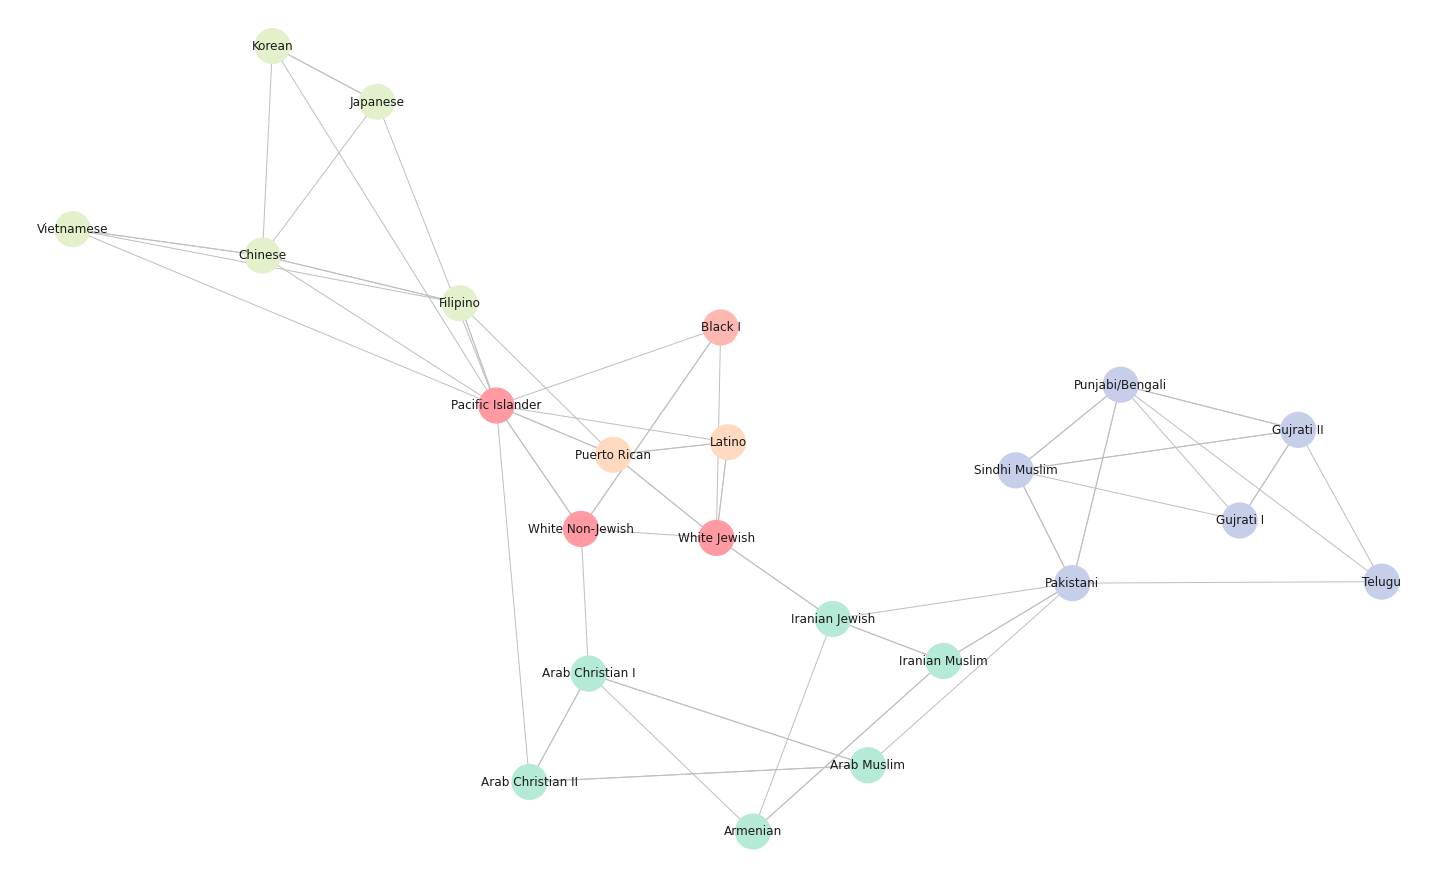 Korean
Japanese
Vietnamese
Chinese
Filipino
Black I
Punjabi/Bengali
Pacific Islander
Gujrati II
Latino
Puerto Rican
Sindhi Muslim
Gujrati I
White Non-Jewish
White Jewish
Pakistani
Telugu
Iranian Jewish
Iranian Muslim
Arab Christian I
Arab Muslim
Arab Christian II
Armenian